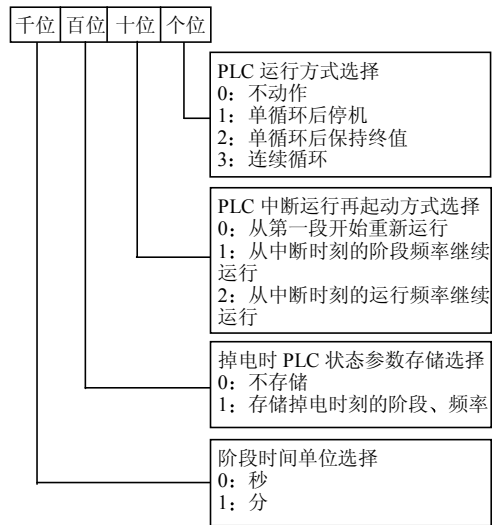 千位 百位 十位 个位
PLC 运行方式选择
0：不动作
1：单循环后停机
2：单循环后保持终值
3：连续循环
PLC 中断运行再起动方式选择
0：从第一段开始重新运行
1：从中断时刻的阶段频率继续
运行
2：从中断时刻的运行频率继续
运行
掉电时 PLC 状态参数存储选择
0：不存储
1：存储掉电时刻的阶段、频率
阶段时间单位选择
0：秒
1：分